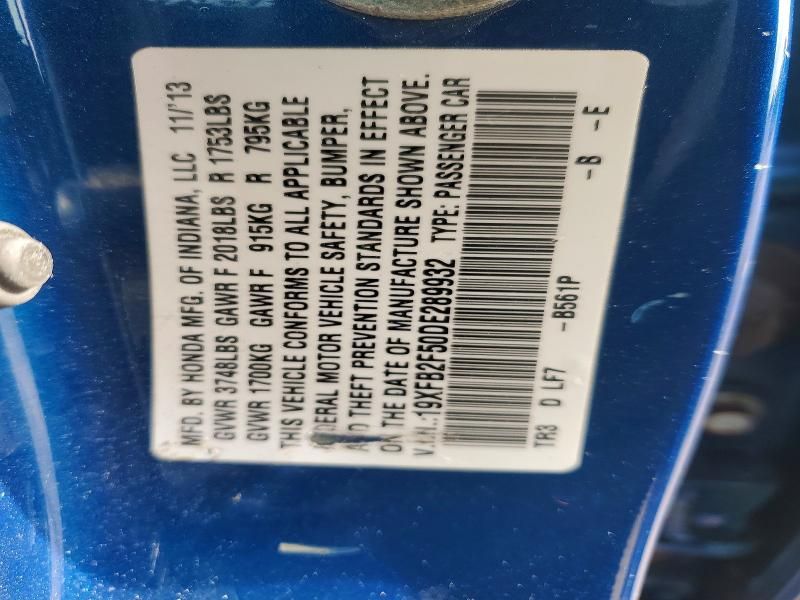 MFD. BY HONDA MFG. OF INDIANA, LLC 11/'13
GVWR 3748LBS GAWR F 2018LBS R 1753LBS
GVWR 1700KG GAWR F 915KG R 795KG
THIS VEHICLE CONFORMS TO ALL APPLICABLE
MOTOR VEHICLE SAFETY, BUMPER,
THEFT PREVENTION STANDARDS IN EFFECT
ON THE DATE OF MANUFACTURE SHOWN ABOVE.
V.I.N.:19XFB2F50DE289932 TYPE: PASSENGER CAR
TR3 D LF7 -B561P -B -E